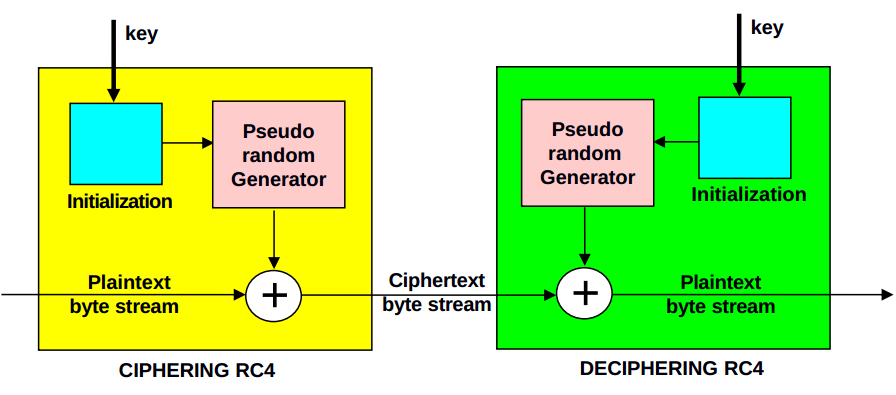 key
Initialization
Pseudo
random
Generator
Plaintext
byte stream
+
CIPHERING RC4
Ciphertext
byte stream
key
Pseudo
random
Generator
Initialization
+
Plaintext
byte stream
DECIPHERING RC4